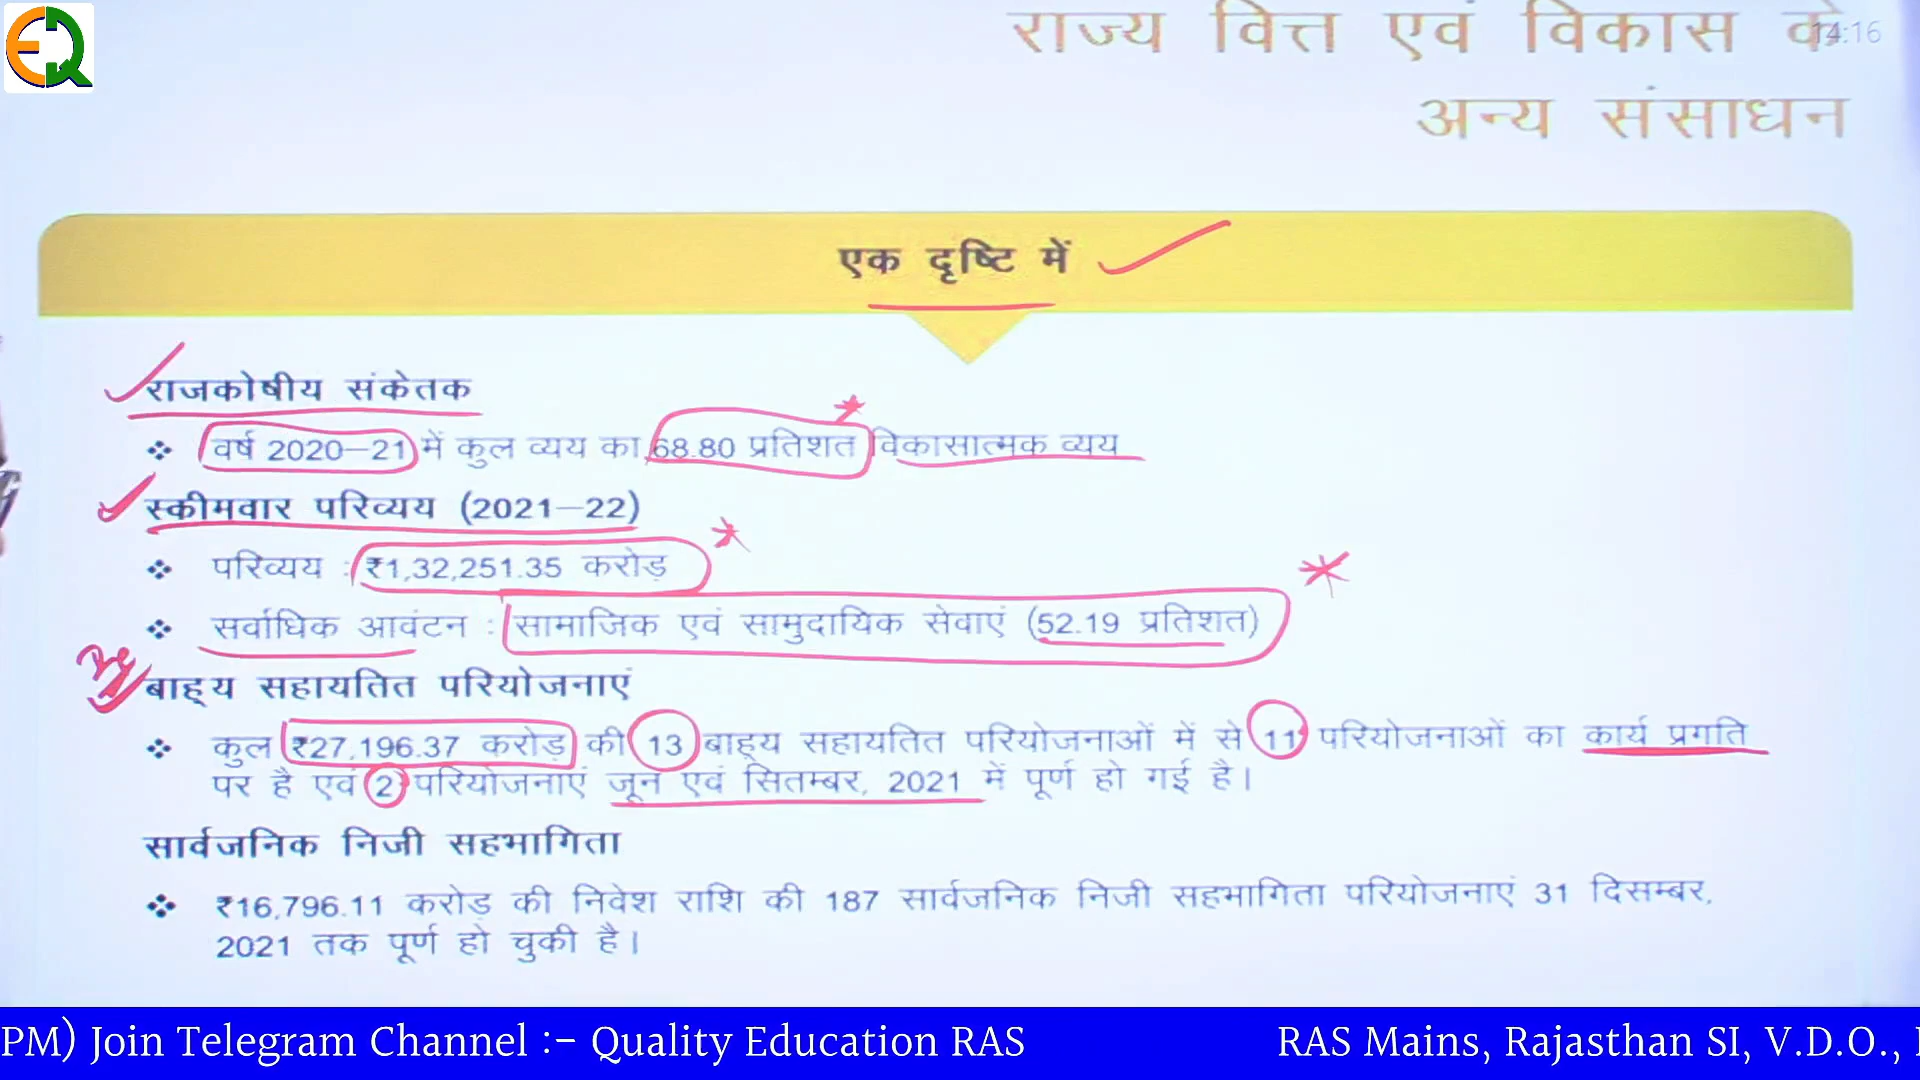 राज्य वित्त एवं विकास के
14:16
अन्य संसाधन
एक दृष्टि में
राजकोषीय संकेतक
❖ वर्ष 2020–21 में कुल व्यय का 68.80 प्रतिशत विकासात्मक व्यय
स्कीमवार परिव्यय (2021–22)
❖ परिव्यय : ₹1,32,251.35 करोड़
❖ सर्वाधिक आवंटन : सामाजिक एवं सामुदायिक सेवाएं (52.19 प्रतिशत)
बाह्य सहायतित परियोजनाएं
❖ कुल ₹27,196.37 करोड़ की 13 बाह्य सहायतित परियोजनाओं में से 11 परियोजनाओं का कार्य प्रगति
पर है एवं 2 परियोजनाएं जून एवं सितम्बर, 2021 में पूर्ण हो गई है।
सार्वजनिक निजी सहभागिता
❖ ₹16,796.11 करोड़ की निवेश राशि की 187 सार्वजनिक निजी सहभागिता परियोजनाएं 31 दिसम्बर,
2021 तक पूर्ण हो चुकी है।
PM) Join Telegram Channel :- Quality Education RAS RAS Mains, Rajasthan SI, V.D.O.,